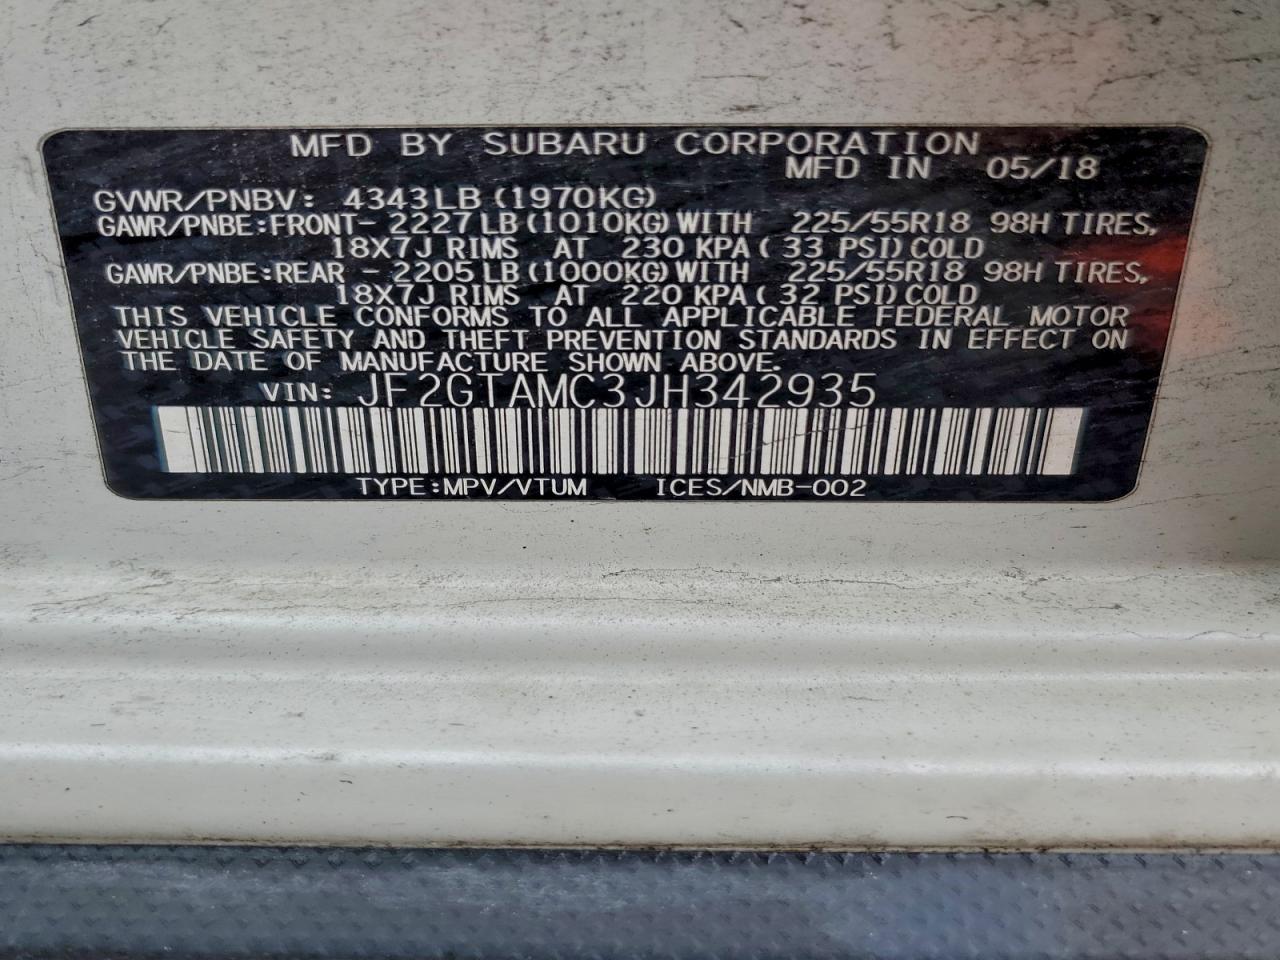 MFD BY SUBARU CORPORATION
MFD IN 05/18
GVWR/PNBV: 4343LB (1970KG)
GAWR/PNBE:FRONT- 2227LB(1010KG)WITH 225/55R18 98H TIRES,
18X7J RIMS AT 230 KPA( 33 PSI)COLD
GAWR/PNBE:REAR - 2205LB(1000KG)WITH 225/55R18 98H TIRES,
18X7J RIMS AT 220 KPA( 32 PSI)COLD
THIS VEHICLE CONFORMS TO ALL APPLICABLE FEDERAL MOTOR
VEHICLE SAFETY AND THEFT PREVENTION STANDARDS IN EFFECT ON
THE DATE OF MANUFACTURE SHOWN ABOVE.
VIN: JF2GTAMC3JH342935
TYPE:MPV/VTUM ICES/NMB-002